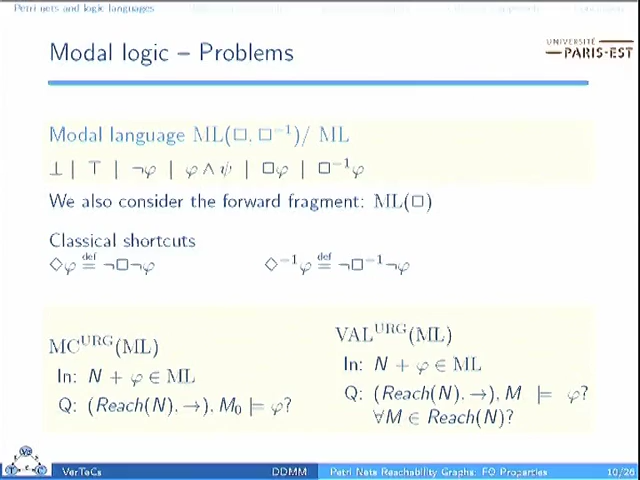 Petri nets and logic languages
Modal logic – Problems
UNIVERSITÉ
PARIS-EST
Modal language ML(□, □⁻¹)/ ML
⊥ | ⊤ | ¬φ | φ ∧ ψ | □φ | □⁻¹φ
We also consider the forward fragment: ML(□)
Classical shortcuts
◇φ ≝ ¬□¬φ ◇⁻¹φ ≝ ¬□⁻¹¬φ
MC^URG(ML)
In: N + φ ∈ ML
Q: (Reach(N), →), M₀ ⊨ φ?
VAL^URG(ML)
In: N + φ ∈ ML
Q: (Reach(N), →), M ⊨ φ?
∀M ∈ Reach(N)?
VerTeCs DDMM Petri Nets Reachability Graphs: FO Properties 10/26